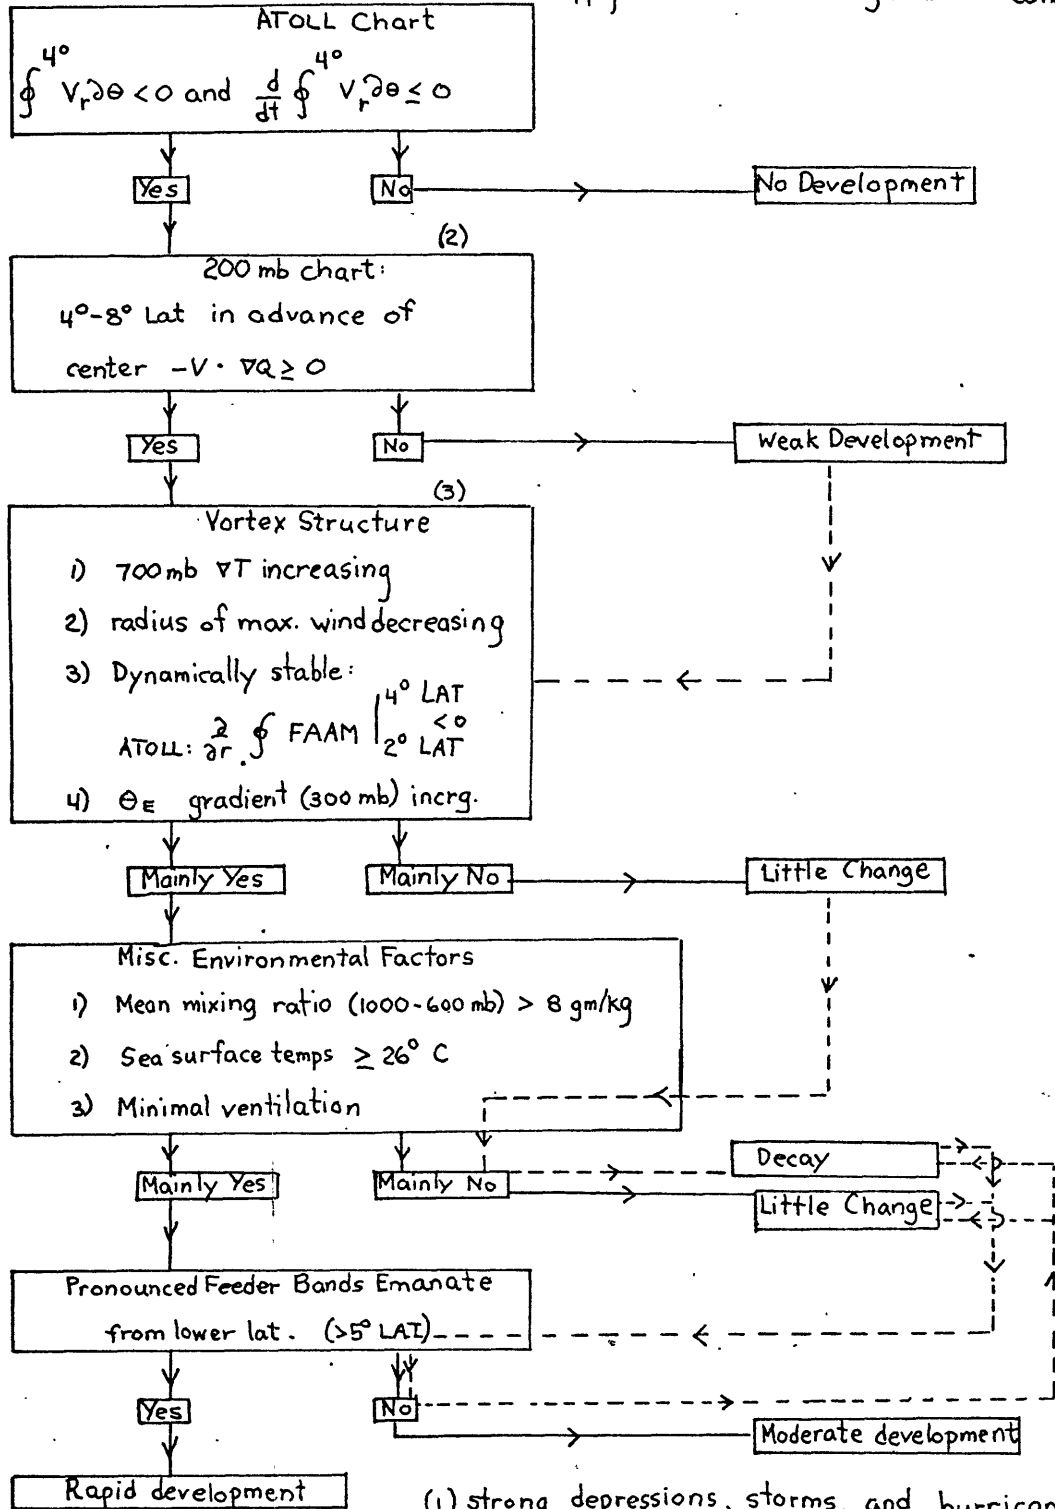 ATOLL Chart
∮^4° V_r ∂θ < 0 and d/dt ∮^4° V_r ∂θ ≤ 0
Yes
No
No Development
(2)
200 mb chart:
4°-8° Lat in advance of
center -V · ∇Q ≥ 0
Yes
No
Weak Development
(3)
Vortex Structure
1) 700mb ∇T increasing
2) radius of max. wind decreasing
3) Dynamically stable:
ATOLL: ∂/∂r ∮ FAAM |4° LAT 2° LAT < 0
4) θE gradient (300 mb) incrg.
Mainly Yes
Mainly No
Little Change
Misc. Environmental Factors
1) Mean mixing ratio (1000-600 mb) > 8 gm/kg
2) Sea surface temps ≥ 26° C
3) Minimal ventilation
Mainly Yes
Mainly No
Decay
Little Change
Pronounced Feeder Bands Emanate
from lower lat. (>5° LAT)
Yes
No
Moderate development
Rapid development
(1) strong depressions, storms, and